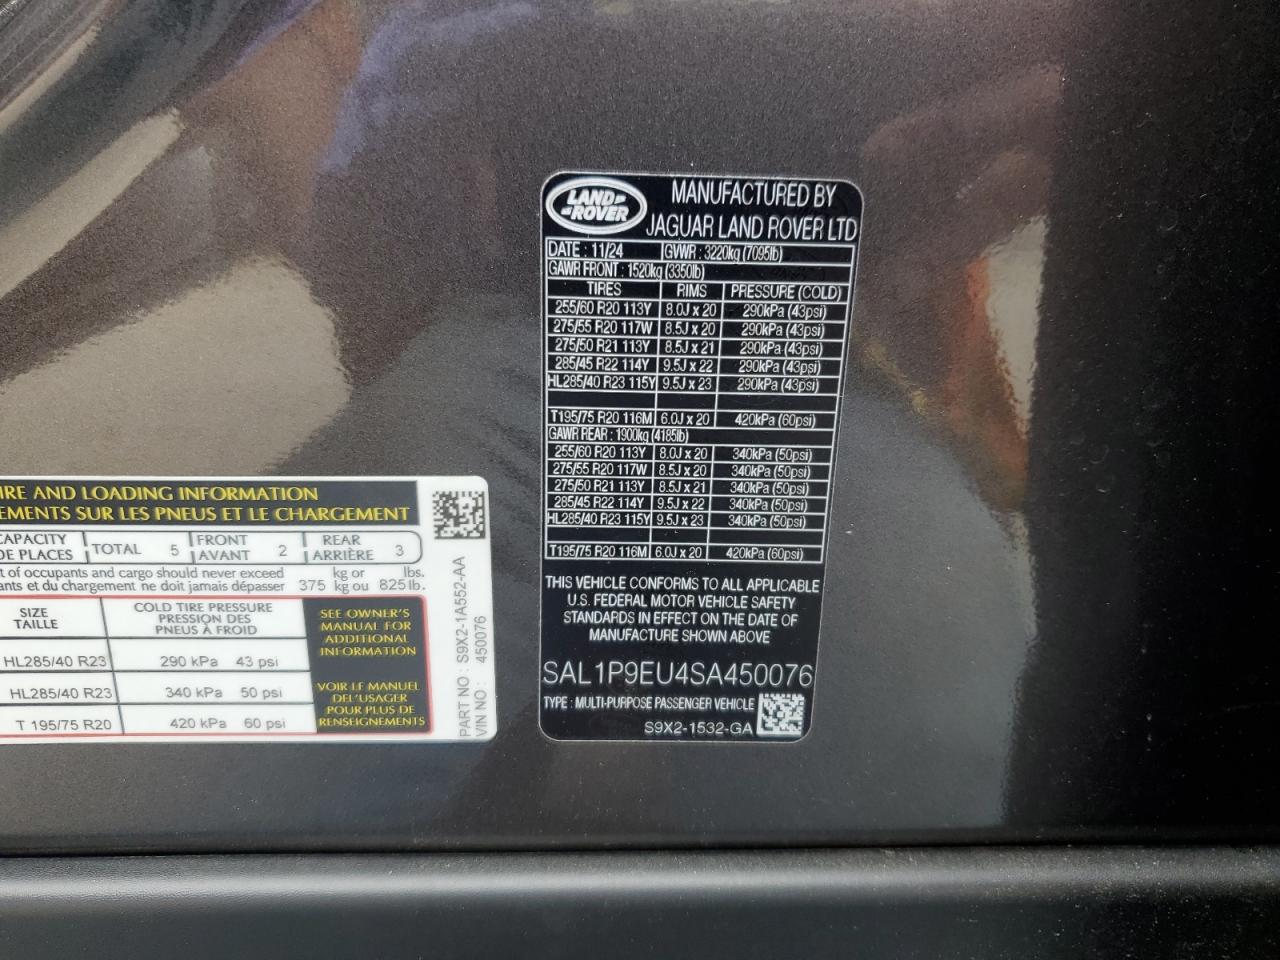 LAND ROVER
MANUFACTURED BY
JAGUAR LAND ROVER LTD
DATE : 11/24 GVWR : 3220kg (7095lb)
GAWR FRONT : 1520kg (3350lb)
TIRES RIMS PRESSURE (COLD)
255/60 R20 113Y 8.0J x 20 290kPa (43psi)
275/55 R20 117W 8.5J x 20 290kPa (43psi)
275/50 R21 113Y 8.5J x 21 290kPa (43psi)
285/45 R22 114Y 9.5J x 22 290kPa (43psi)
HL285/40 R23 115Y 9.5J x 23 290kPa (43psi)
T195/75 R20 116M 6.0J x 20 420kPa (60psi)
GAWR REAR : 1900kg (4185lb)
255/60 R20 113Y 8.0J x 20 340kPa (50psi)
275/55 R20 117W 8.5J x 20 340kPa (50psi)
275/50 R21 113Y 8.5J x 21 340kPa (50psi)
285/45 R22 114Y 9.5J x 22 340kPa (50psi)
HL285/40 R23 115Y 9.5J x 23 340kPa (50psi)
T195/75 R20 116M 6.0J x 20 420kPa (60psi)
THIS VEHICLE CONFORMS TO ALL APPLICABLE
U.S. FEDERAL MOTOR VEHICLE SAFETY
STANDARDS IN EFFECT ON THE DATE OF
MANUFACTURE SHOWN ABOVE
SAL1P9EU4SA450076
TYPE : MULTI-PURPOSE PASSENGER VEHICLE
S9X2-1532-GA
IRE AND LOADING INFORMATION
EMENTS SUR LES PNEUS ET LE CHARGEMENT
CAPACITY TOTAL 5 FRONT 2 REAR 3
DE PLACES AVANT ARRIÈRE
t of occupants and cargo should never exceed 375 kg or 825 lbs.
ants et du chargement ne doit jamais dépasser kg ou lb.
SIZE
TAILLE
COLD TIRE PRESSURE
PRESSION DES
PNEUS À FROID
HL285/40 R23 290 kPa 43 psi
HL285/40 R23 340 kPa 50 psi
T 195/75 R20 420 kPa 60 psi
SEE OWNER'S
MANUAL FOR
ADDITIONAL
INFORMATION
VOIR LE MANUEL
DEL'USAGER
POUR PLUS DE
RENSEIGNEMENTS
PART NO : S9X2-1A552-AA
VIN NO : 450076